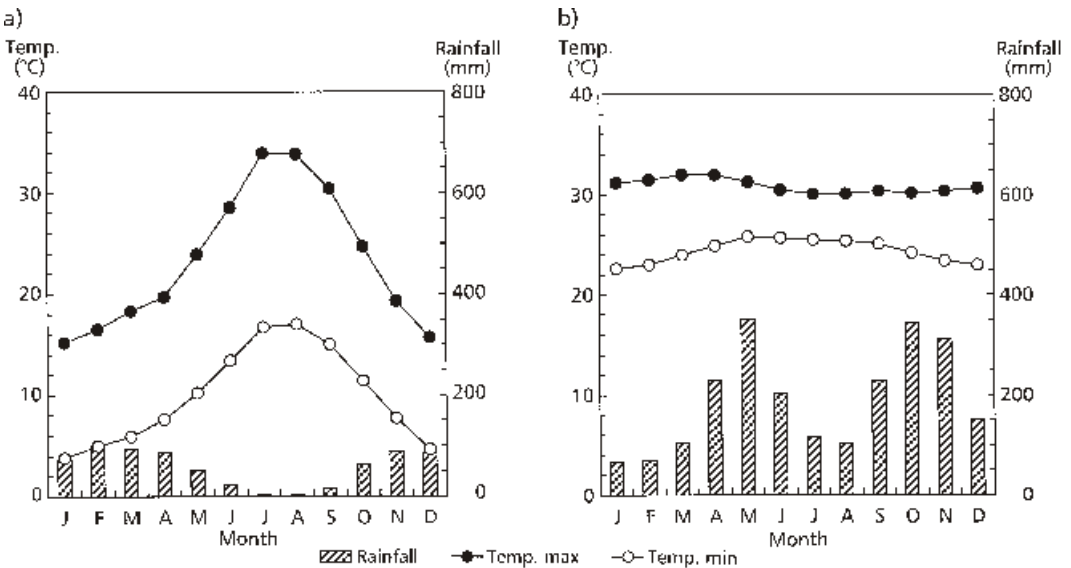 a)
Temp.
(°C)
Rainfall
(mm)
40
30
20
10
0
800
600
400
200
0
J F M A M J J A S O N D
Month
b)
Temp.
(°C)
Rainfall
(mm)
40
30
20
10
0
800
600
400
200
0
J F M A M J J A S O N D
Month
Rainfall Temp. max Temp. min